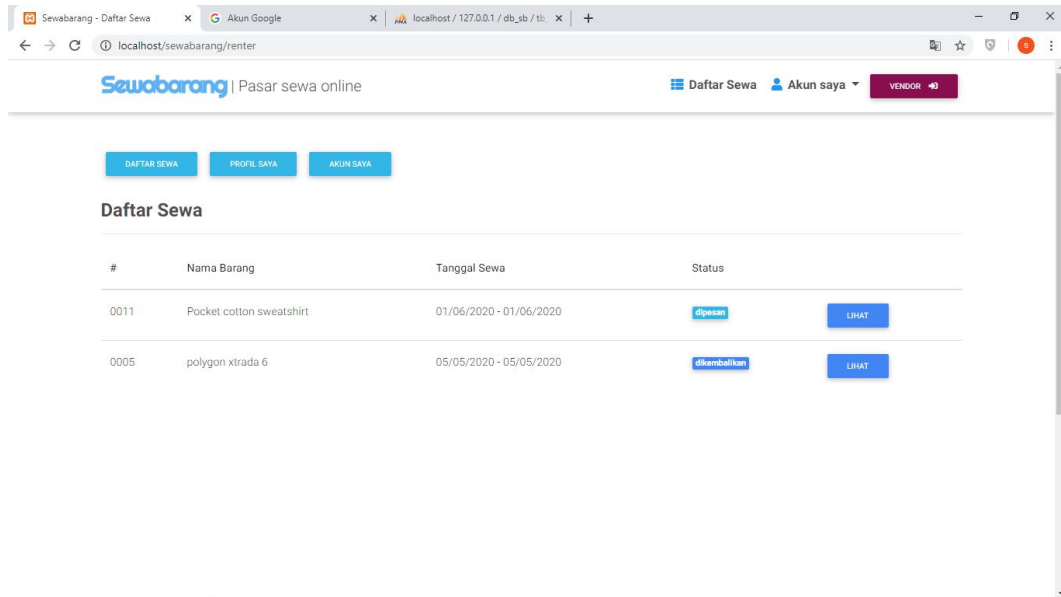 Sewabarang - Daftar Sewa
Akun Google
localhost / 127.0.0.1 / db_sb / tb_
localhost/sewabarang/renter
Sewabarang | Pasar sewa online
Daftar Sewa
Akun saya
VENDOR
DAFTAR SEWA
PROFIL SAYA
AKUN SAYA
Daftar Sewa
# Nama Barang Tanggal Sewa Status
0011 Pocket cotton sweatshirt 01/06/2020 - 01/06/2020 dipesan LIHAT
0005 polygon xtrada 6 05/05/2020 - 05/05/2020 dikembalikan LIHAT